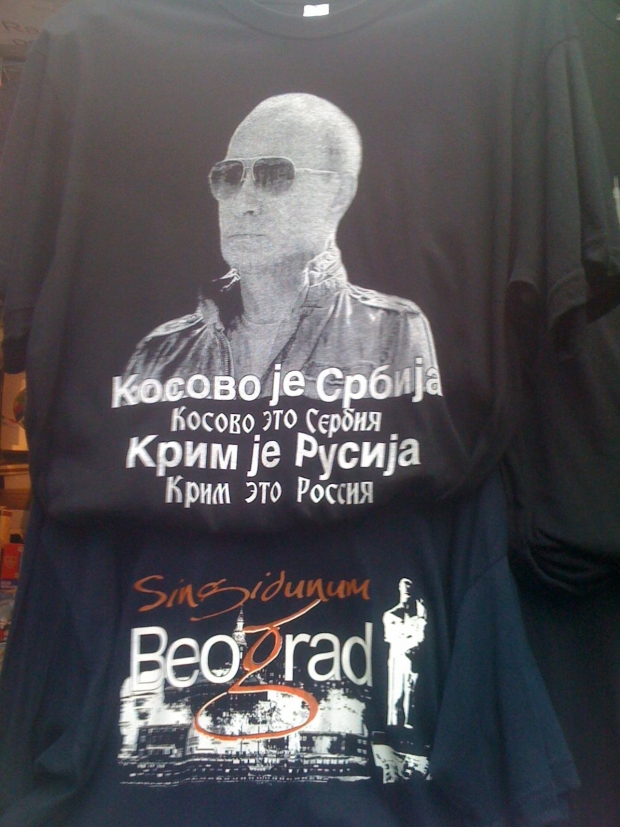 Косово је Србија
Косово это Сербия
Крим је Русија
Крим это Россия
Singidunum
Beograd